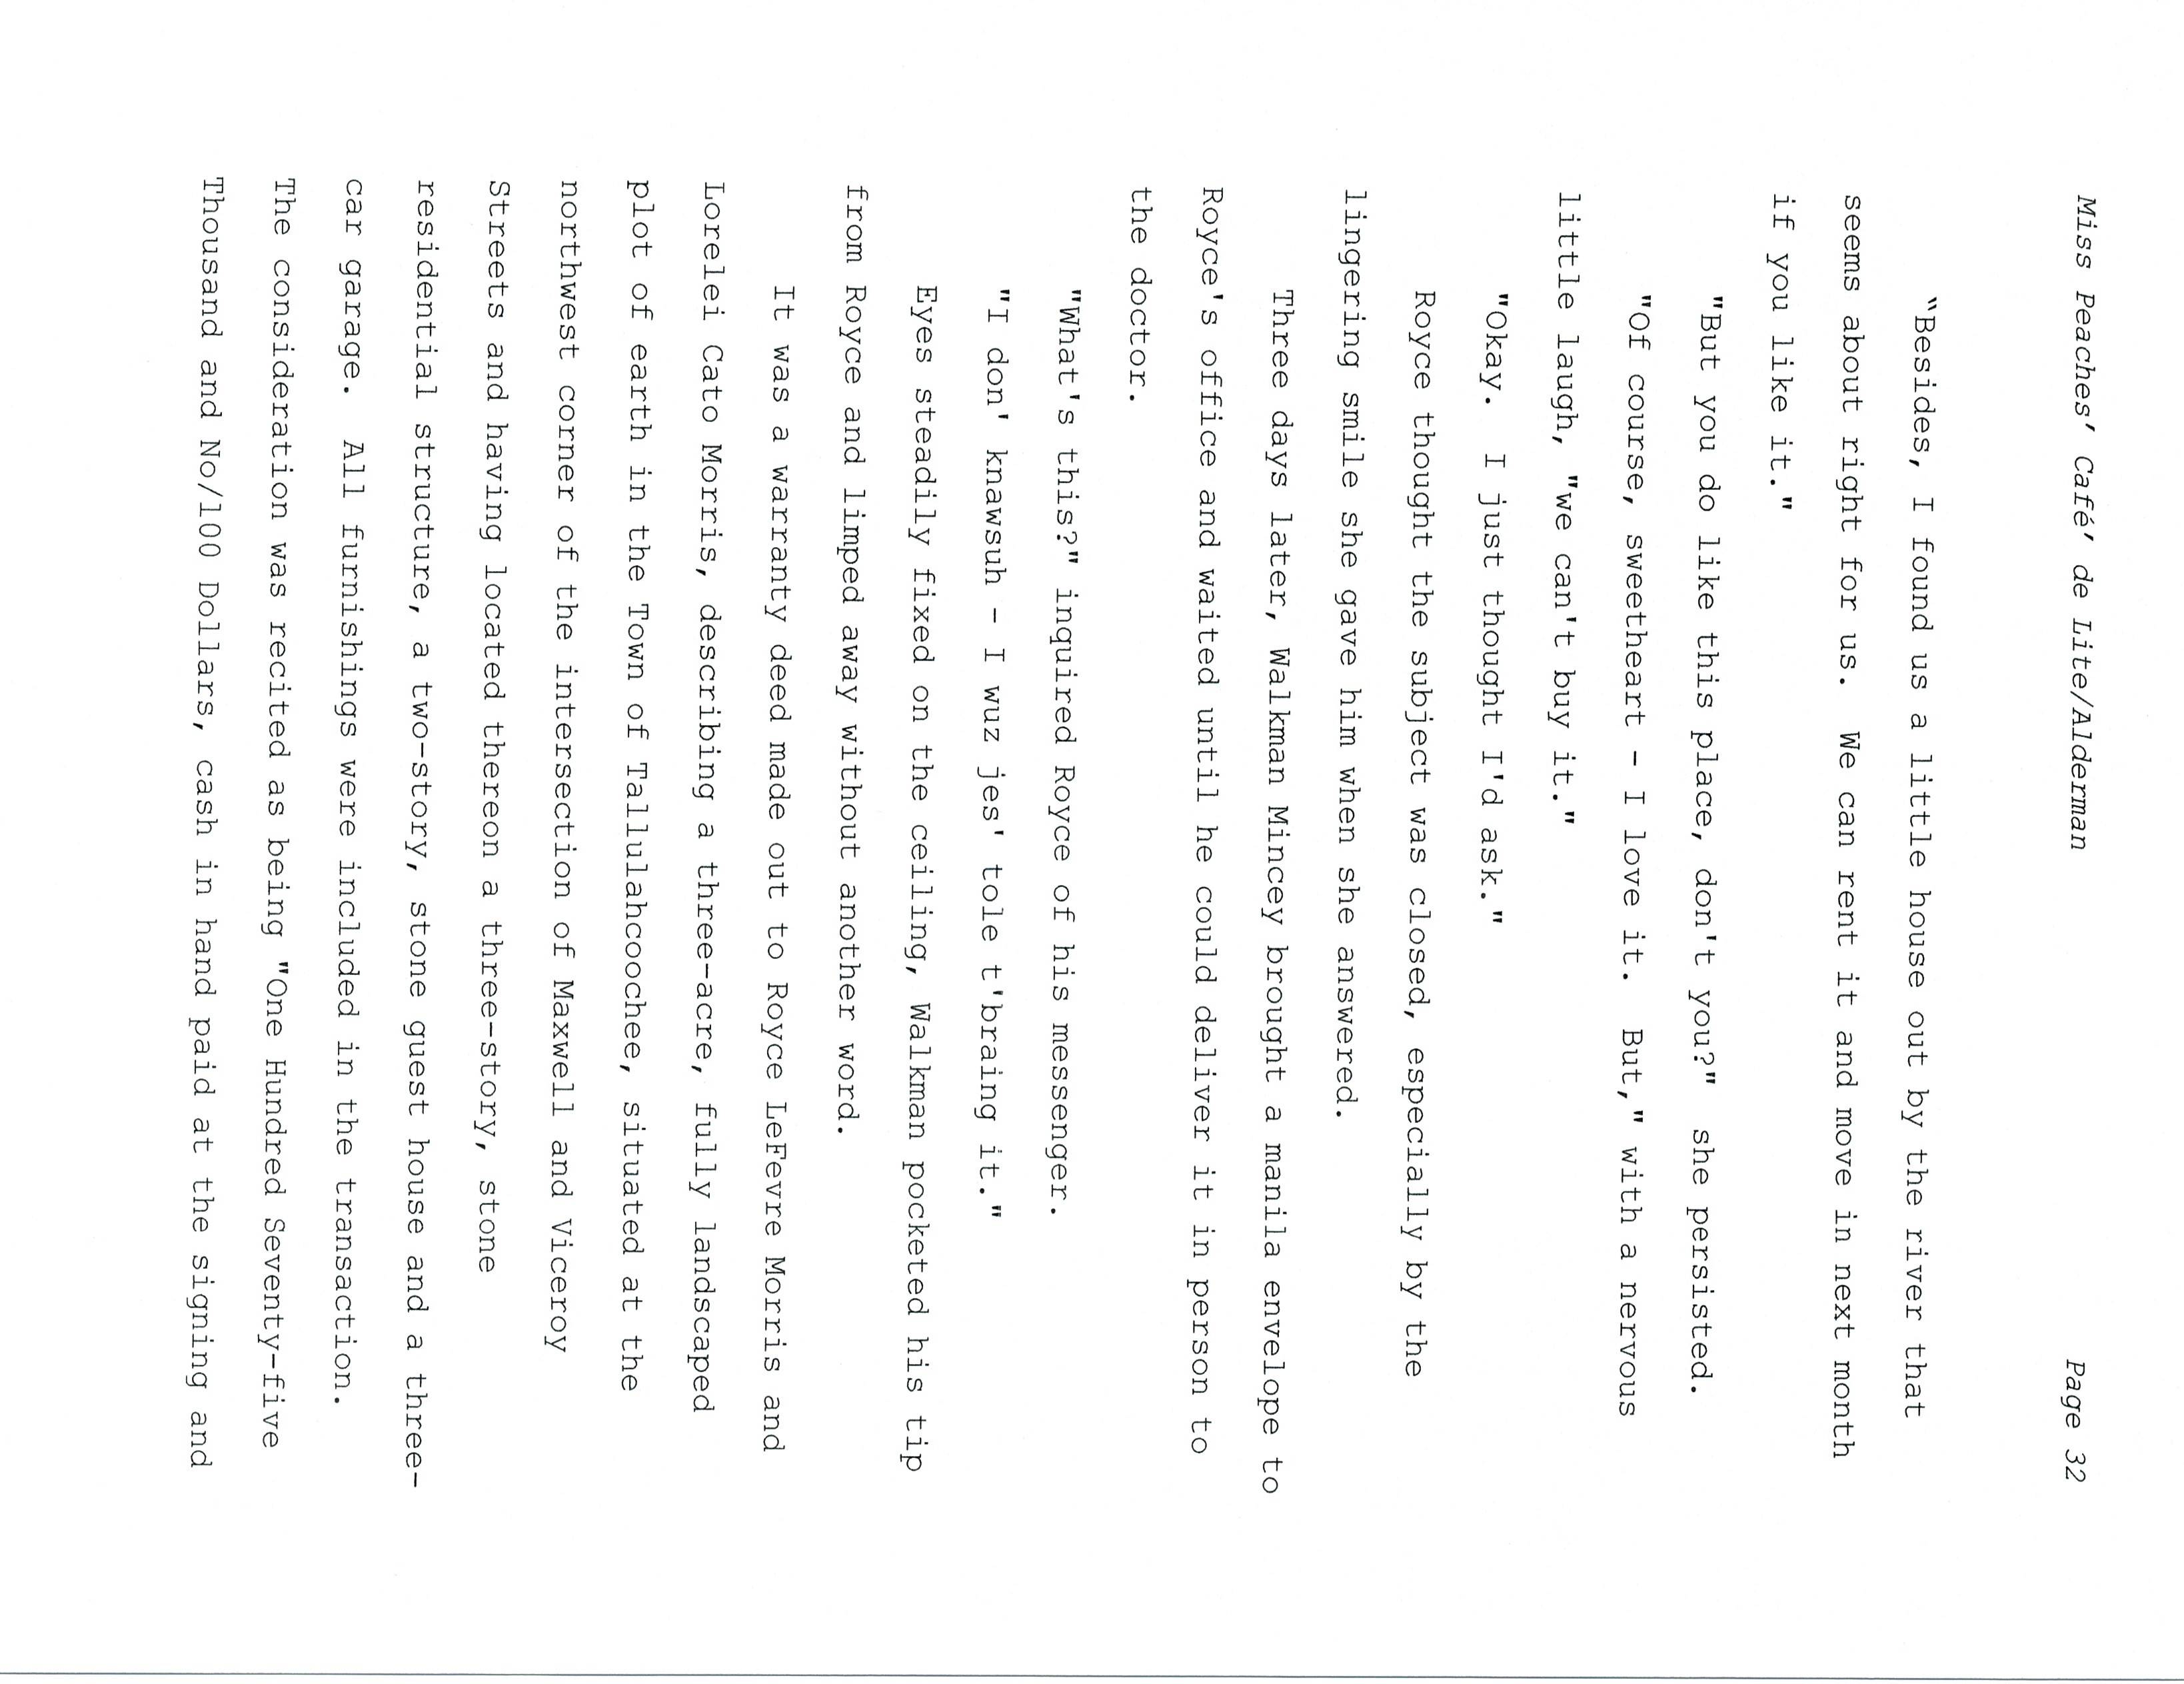 Miss Peaches' Café' de Lite/Alderman Page 32
"Besides, I found us a little house out by the river that
seems about right for us.  We can rent it and move in next month
if you like it."
"But you do like this place, don't you?"  she persisted.
"Of course, sweetheart - I love it.  But," with a nervous
little laugh, "we can't buy it."
"Okay.  I just thought I'd ask."
Royce thought the subject was closed, especially by the
lingering smile she gave him when she answered.
Three days later, Walkman Mincey brought a manila envelope to
Royce's office and waited until he could deliver it in person to
the doctor.
"What's this?" inquired Royce of his messenger.
"I don' knawsuh - I wuz jes' tole t'braing it."
Eyes steadily fixed on the ceiling, Walkman pocketed his tip
from Royce and limped away without another word.
It was a warranty deed made out to Royce LeFevre Morris and
Lorelei Cato Morris, describing a three-acre, fully landscaped
plot of earth in the Town of Tallulahcoochee, situated at the
northwest corner of the intersection of Maxwell and Viceroy
Streets and having located thereon a three-story, stone
residential structure, a two-story, stone guest house and a three-
car garage.  All furnishings were included in the transaction.
The consideration was recited as being "One Hundred Seventy-five
Thousand and No/100 Dollars, cash in hand paid at the signing and